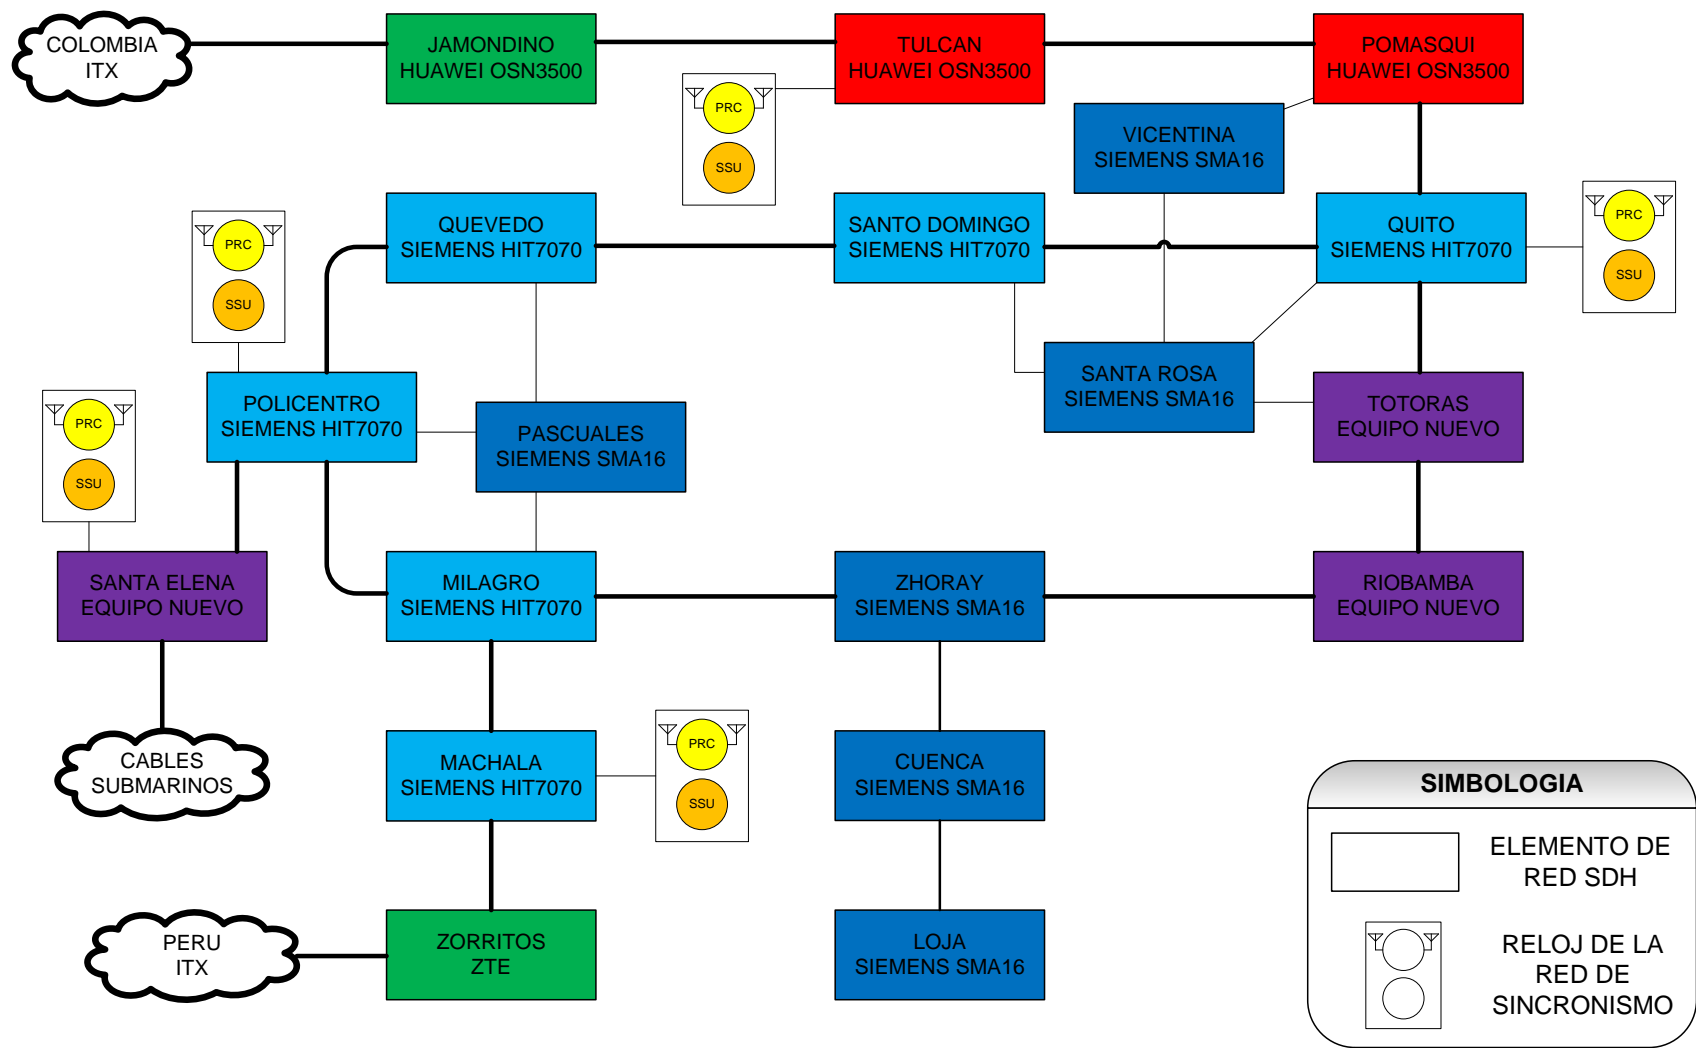 COLOMBIA
ITX
JAMONDINO
HUAWEI OSN3500
TULCAN
HUAWEI OSN3500
POMASQUI
HUAWEI OSN3500
PRC
SSU
VICENTINA
SIEMENS SMA16
QUEVEDO
SIEMENS HIT7070
SANTO DOMINGO
SIEMENS HIT7070
QUITO
SIEMENS HIT7070
PRC
SSU
PRC
SSU
POLICENTRO
SIEMENS HIT7070
PASCUALES
SIEMENS SMA16
SANTA ROSA
SIEMENS SMA16
TOTORAS
EQUIPO NUEVO
PRC
SSU
SANTA ELENA
EQUIPO NUEVO
MILAGRO
SIEMENS HIT7070
ZHORAY
SIEMENS SMA16
RIOBAMBA
EQUIPO NUEVO
CABLES
SUBMARINOS
MACHALA
SIEMENS HIT7070
PRC
SSU
CUENCA
SIEMENS SMA16
PERU
ITX
ZORRITOS
ZTE
LOJA
SIEMENS SMA16
SIMBOLOGIA
ELEMENTO DE
RED SDH
RELOJ DE LA
RED DE
SINCRONISMO